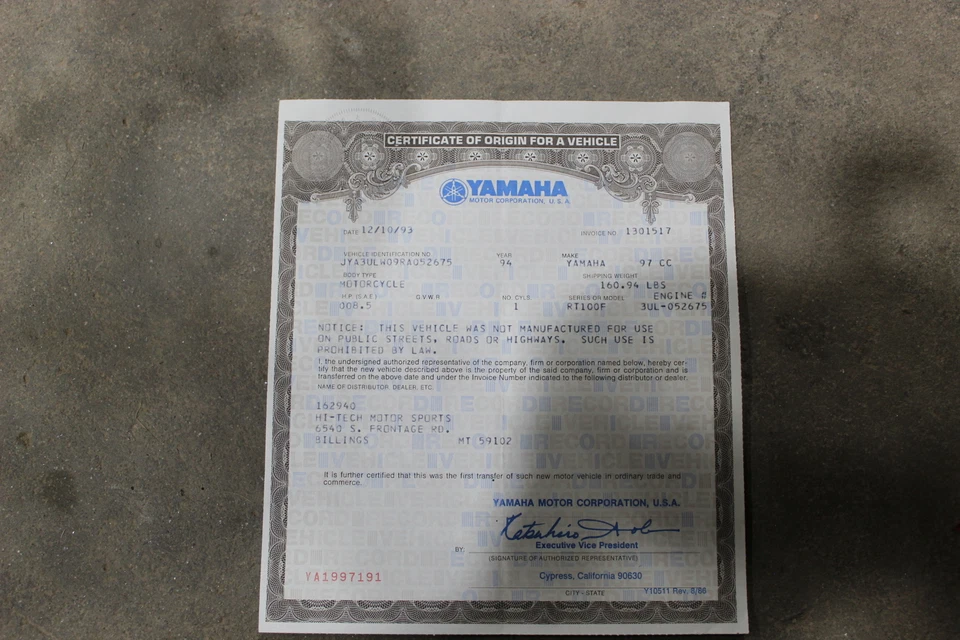 CERTIFICATE OF ORIGIN FOR A VEHICLE
YAMAHA
MOTOR CORPORATION, U.S.A.
DATE 12/10/93 INVOICE NO. 1301517
VEHICLE IDENTIFICATION NO. YEAR MAKE
JYA3ULW09RA052675 94 YAMAHA 97 CC
BODY TYPE SHIPPING WEIGHT
MOTORCYCLE 160.94 LBS
H.P. (S.A.E.) G.V.W.R. NO. CYLS. SERIES OR MODEL ENGINE #
008.5 1 RT100F 3UL-052675
NOTICE: THIS VEHICLE WAS NOT MANUFACTURED FOR USE
ON PUBLIC STREETS, ROADS OR HIGHWAYS. SUCH USE IS
PROHIBITED BY LAW.
I, the undersigned authorized representative of the company, firm or corporation named below, hereby cer-
tify that the new vehicle described above is the property of the said company, firm or corporation and is
transferred on the above date and under the Invoice Number indicated to the following distributor or dealer.
NAME OF DISTRIBUTOR, DEALER, ETC.
162940
HI-TECH MOTOR SPORTS
6540 S. FRONTAGE RD.
BILLINGS MT 59102
It is further certified that this was the first transfer of such new motor vehicle in ordinary trade and
commerce.
YAMAHA MOTOR CORPORATION, U.S.A.
BY:
Executive Vice President
(SIGNATURE OF AUTHORIZED REPRESENTATIVE)
YA1997191
Cypress, California 90630
CITY - STATE
Y10511 Rev. 8/88